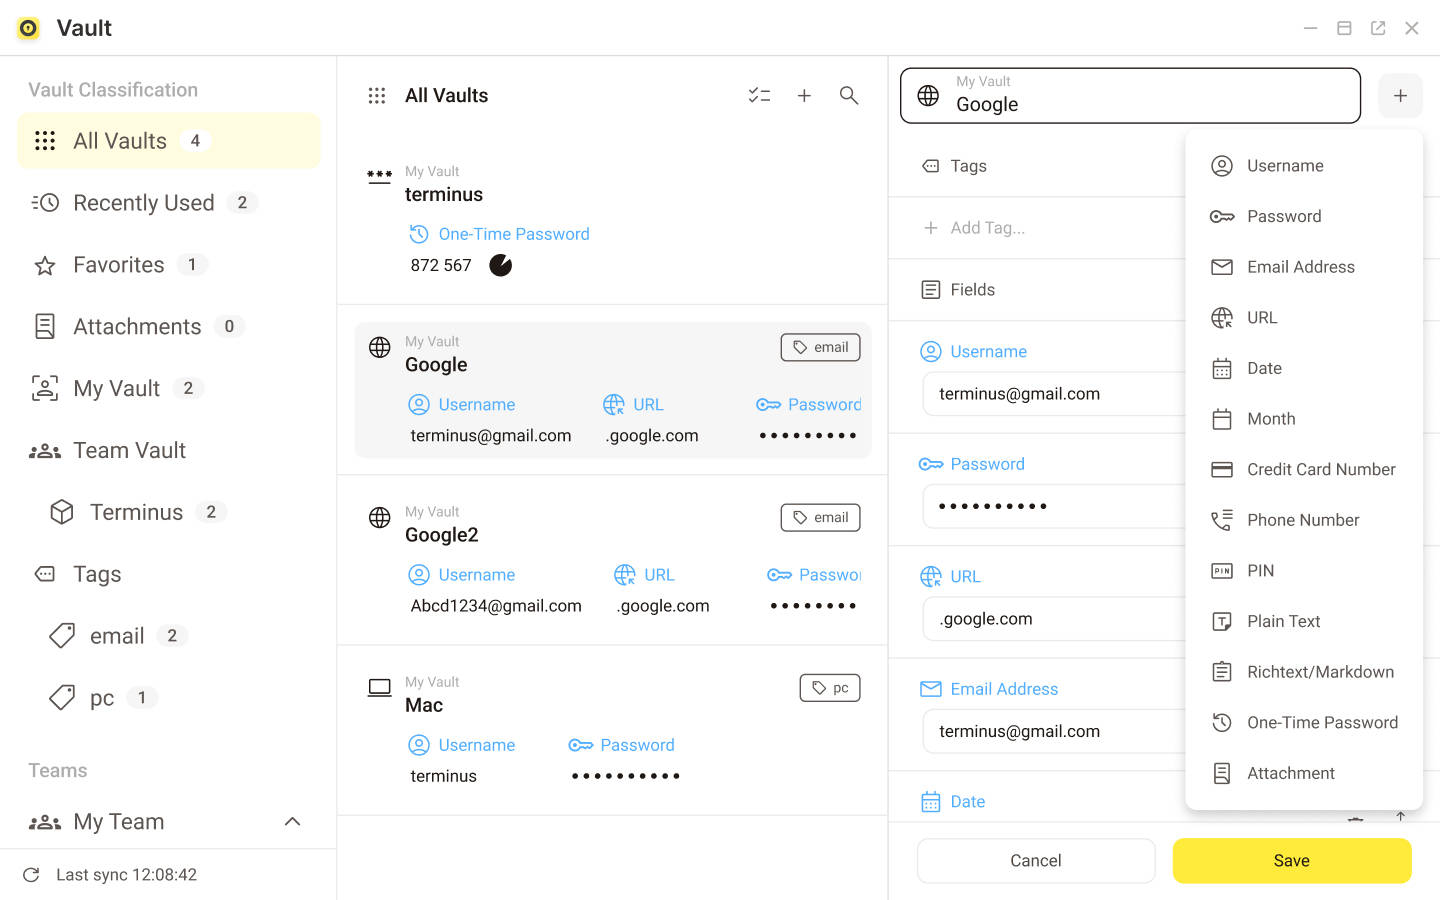 Vault
Vault Classification
All Vaults 4
Recently Used 2
Favorites 1
Attachments 0
My Vault 2
Team Vault
Terminus 2
Tags
email 2
pc 1
Teams
My Team
Last sync 12:08:42
All Vaults
My Vault
terminus
One-Time Password
872 567
My Vault
Google
email
Username URL Password
terminus@gmail.com .google.com
My Vault
Google2
email
Username URL Passwor
Abcd1234@gmail.com .google.com
My Vault
Mac
pc
Username Password
terminus
My Vault
Google
Tags
Add Tag...
Fields
Username
terminus@gmail.com
Password
URL
.google.com
Email Address
terminus@gmail.com
Date
Cancel
Save
Username
Password
Email Address
URL
Date
Month
Credit Card Number
Phone Number
PIN
Plain Text
Richtext/Markdown
One-Time Password
Attachment